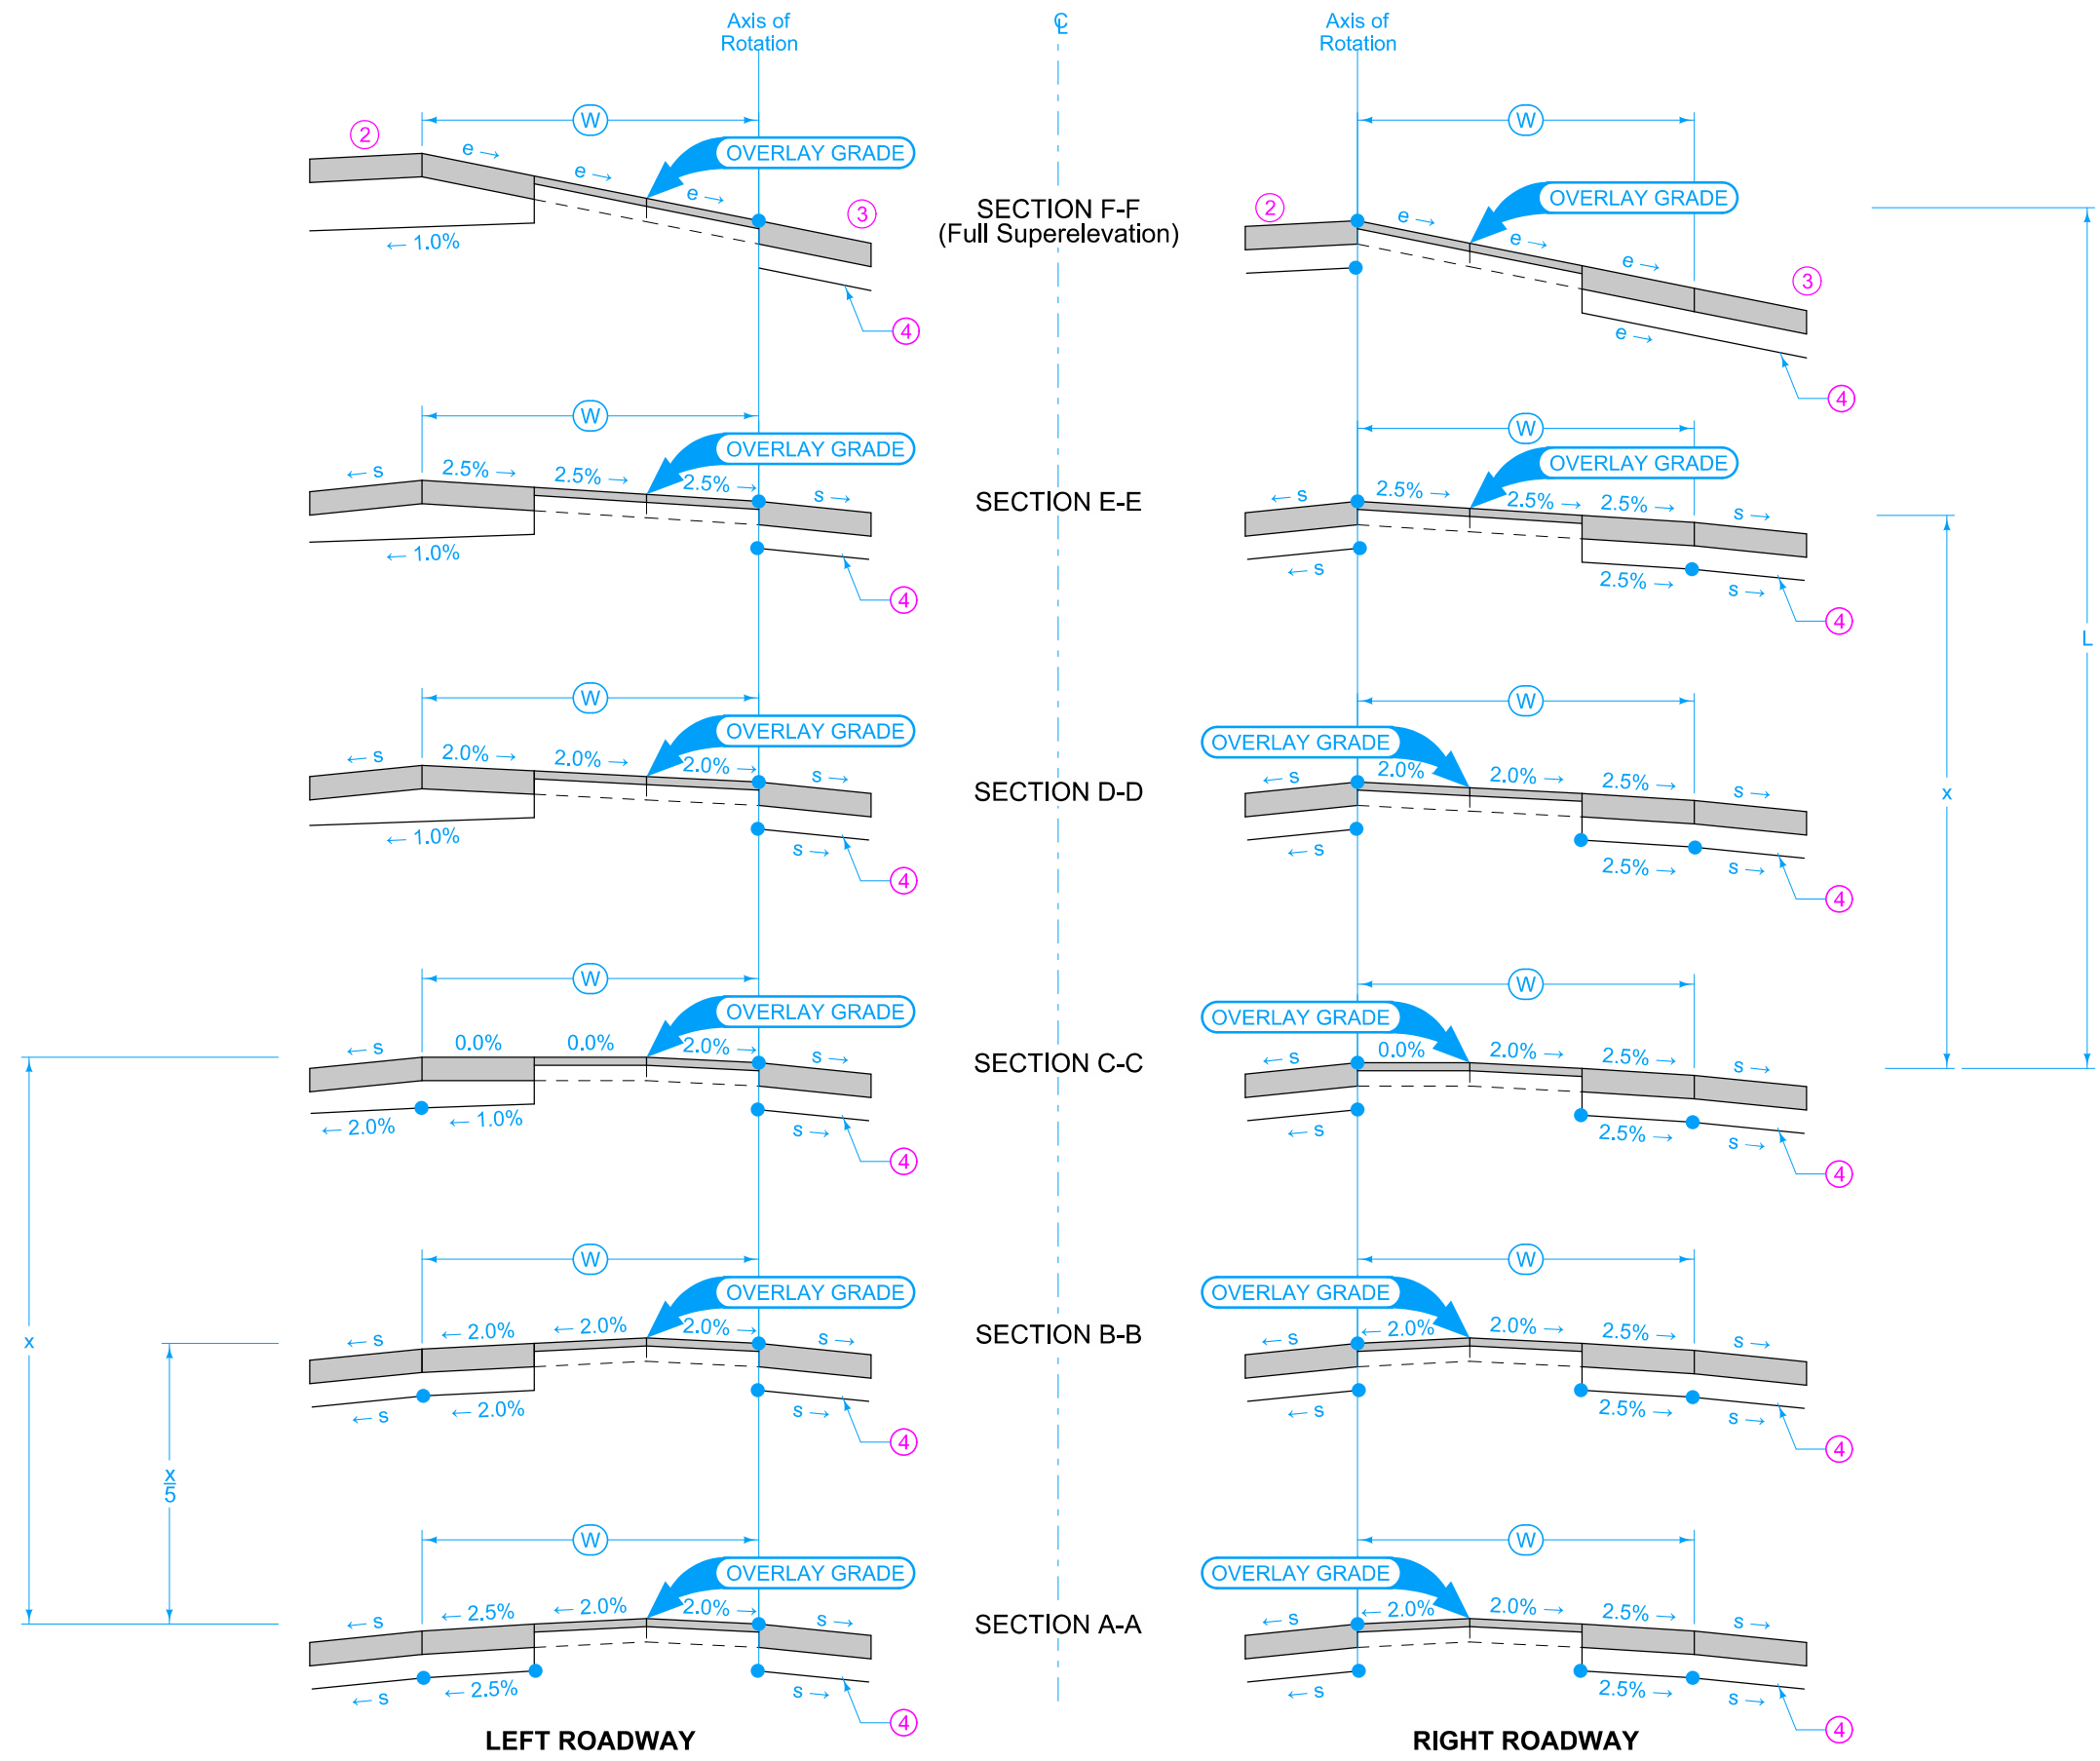 Axis of
Rotation
℄
Axis of
Rotation
W
W
2
e →
e →
e →
OVERLAY GRADE
3
← 1.0%
4
SECTION F-F
(Full Superelevation)
2
e →
e →
e →
OVERLAY GRADE
3
e →
4
L
W
OVERLAY GRADE
← s
2.5% →
2.5% →
2.5% →
s →
← 1.0%
4
SECTION E-E
W
OVERLAY GRADE
← s
2.5% →
2.5% →
2.5% →
s →
← s
2.5% →
s →
4
x
W
OVERLAY GRADE
← s
2.0% →
2.0% →
2.0% →
s →
← 1.0%
s →
4
SECTION D-D
W
OVERLAY GRADE
← s
2.0% →
2.0% →
2.5% →
s →
← s
2.5% →
s →
4
W
OVERLAY GRADE
← s
0.0%
0.0%
2.0% →
s →
← 2.0%
← 1.0%
s →
4
SECTION C-C
W
OVERLAY GRADE
← s
0.0%
2.0% →
2.5% →
s →
← s
2.5% →
s →
4
x
x
5
W
OVERLAY GRADE
← s
← 2.0%
← 2.0%
2.0% →
s →
← s
← 2.0%
s →
4
SECTION B-B
W
OVERLAY GRADE
← s
← 2.0%
2.0% →
2.5% →
s →
← s
2.5% →
s →
4
W
OVERLAY GRADE
← s
← 2.5%
← 2.0%
2.0% →
s →
← s
← 2.5%
s →
4
SECTION A-A
W
OVERLAY GRADE
← s
← 2.0%
2.0% →
2.5% →
s →
← s
2.5% →
s →
4
LEFT ROADWAY
RIGHT ROADWAY